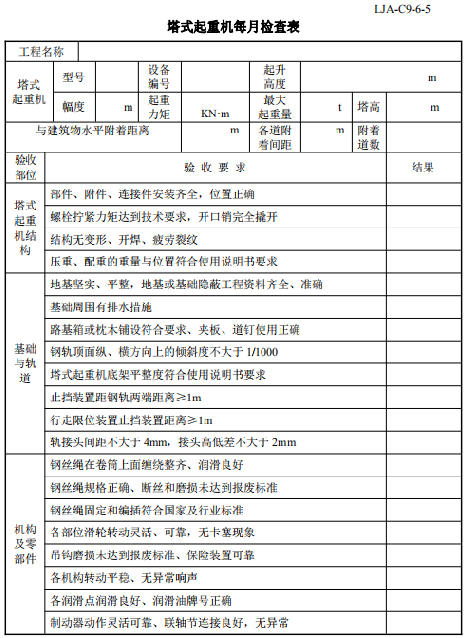 LJA-C9-6-5
塔式起重机每月检查表
工程名称
塔式起重机 型号 设备编号 起升高度 m
幅度 m 起重力矩 KN·m 最大起重量 t 塔高 m
与建筑物水平附着距离 m 各道附着间距 m 附着道数
验收部位 验 收 要 求 结果
塔式起重机结构
部件、附件、连接件安装齐全，位置正确
螺栓拧紧力矩达到技术要求，开口销完全撬开
结构无变形、开焊、疲劳裂纹
压重、配重的重量与位置符合使用说明书要求
基础与轨道
地基坚实、平整，地基或基础隐蔽工程资料齐全、准确
基础周围有排水措施
路基箱或枕木铺设符合要求、夹板、道钉使用正确
钢轨顶面纵、横方向上的倾斜度不大于 1/1000
塔式起重机底架平整度符合使用说明书要求
止挡装置距钢轨两端距离≥1m
行走限位装置止挡装置距离≥1m
轨接头间距不大于 4mm，接头高低差不大于 2mm
机构及零部件
钢丝绳在卷筒上面缠绕整齐、润滑良好
钢丝绳规格正确、断丝和磨损未达到报废标准
钢丝绳固定和编插符合国家及行业标准
各部位滑轮转动灵活、可靠，无卡塞现象
吊钩磨损未达到报废标准、保险装置可靠
各机构转动平稳、无异常响声
各润滑点润滑良好、润滑油牌号正确
制动器动作灵活可靠、联轴节连接良好，无异常